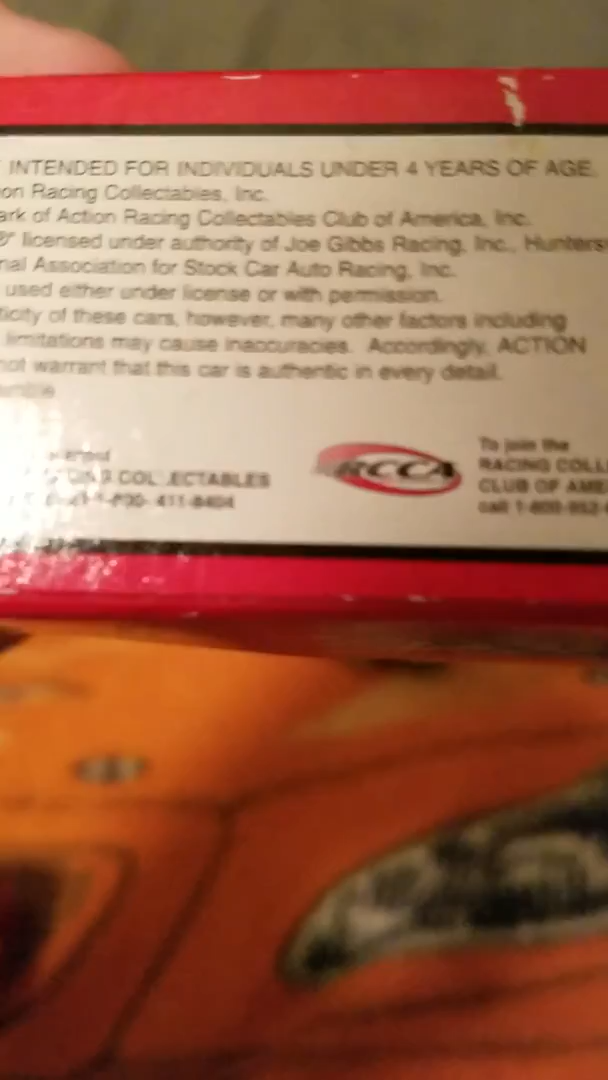 INTENDED FOR INDIVIDUALS UNDER 4 YEARS OF AGE.
on Racing Collectables, Inc.
ark of Action Racing Collectables Club of America, Inc.
8" licensed under authority of Joe Gibbs Racing, Inc., Hunters
nal Association for Stock Car Auto Racing, Inc.
used either under license or with permission.
ticity of these cars, however, many other factors including
limitations may cause inaccuracies. Accordingly, ACTION
not warrant that this car is authentic in every detail.
COL ECTABLES
411-8404
RCCA
To join the
RACING COLL
CLUB OF AME
call 1-800-952-